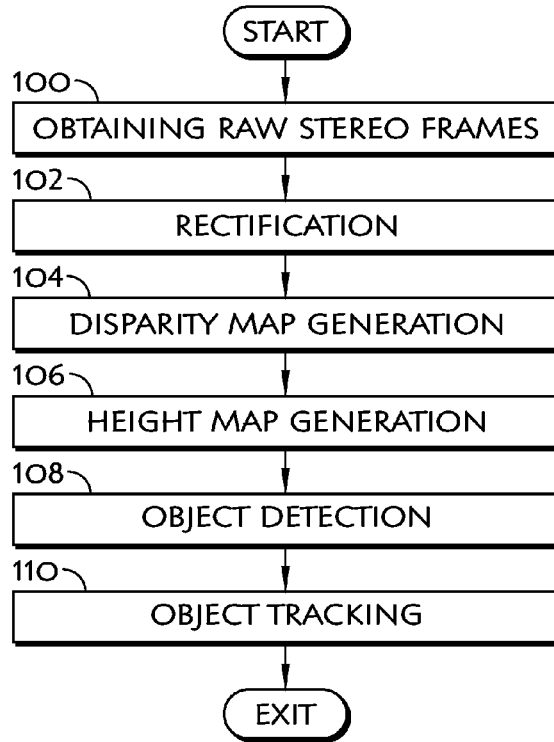 START
100
OBTAINING RAW STEREO FRAMES
102
RECTIFICATION
104
DISPARITY MAP GENERATION
106
HEIGHT MAP GENERATION
108
OBJECT DETECTION
110
OBJECT TRACKING
EXIT